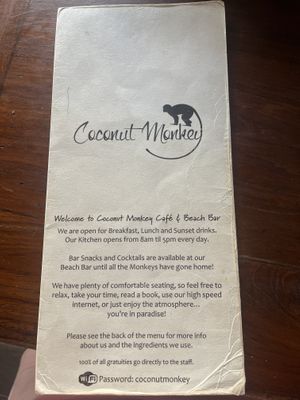 Coconut Monkey
Welcome to Coconut Monkey Café & Beach Bar
We are open for Breakfast, Lunch and Sunset drinks.
Our Kitchen opens from 8am til 5pm every day.
Bar Snacks and Cocktails are available at our
Beach Bar until all the Monkeys have gone home!
We have plenty of comfortable seating, so feel free to
relax, take your time, read a book, use our high speed
internet, or just enjoy the atmosphere...
you're in paradise!
Please see the back of the menu for more info
about us and the ingredients we use.
100% of all gratuities go directly to the staff.
WiFi Password: coconutmonkey